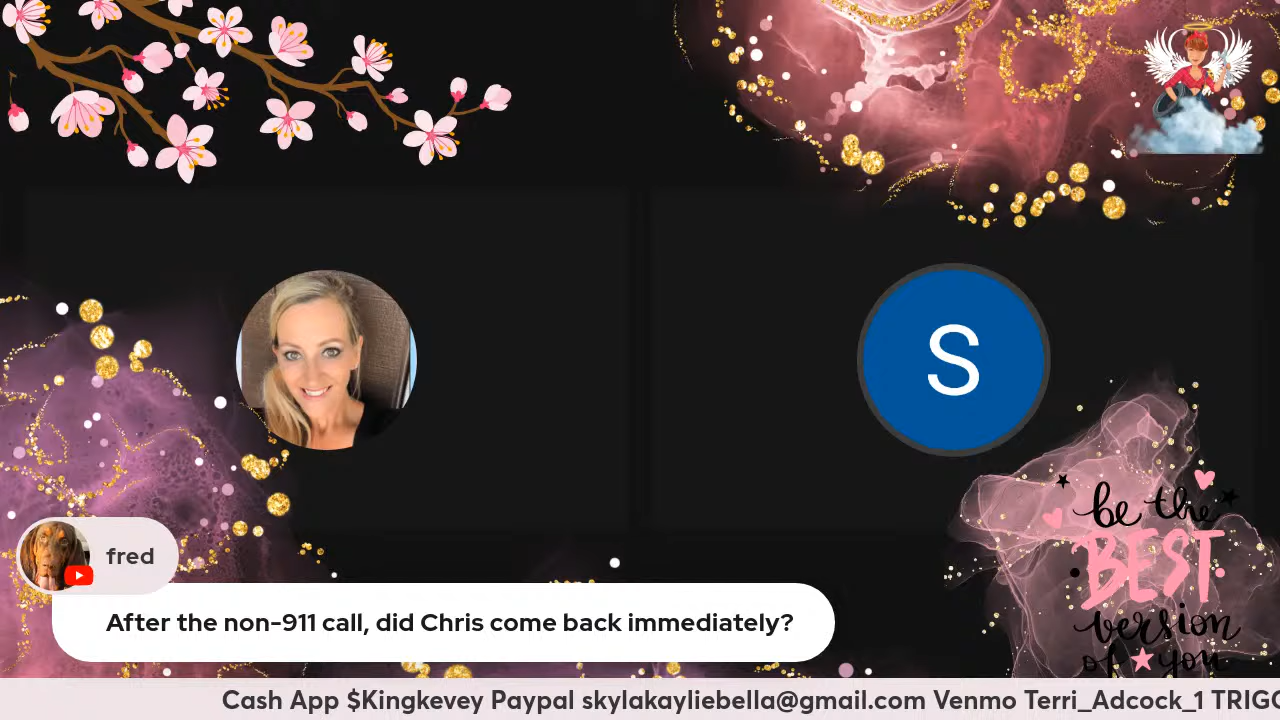 S
be the
BEST
version
of you
fred
After the non-911 call, did Chris come back immediately?
Cash App $Kingkevey Paypal skylakayliebella@gmail.com Venmo Terri_Adcock_1 TRIGG